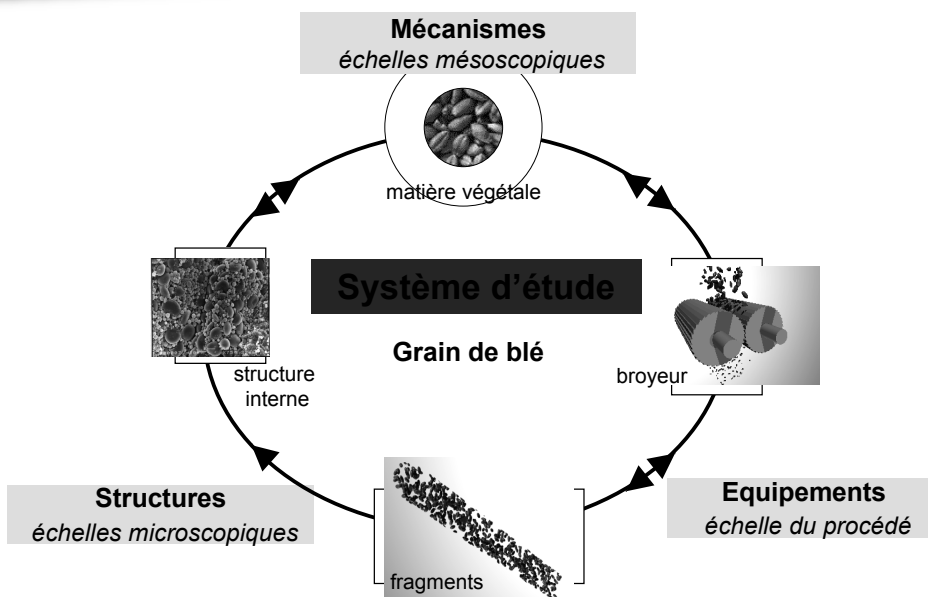 Mécanismes
échelles mésoscopiques
matière végétale
Système d'étude
Grain de blé
structure
interne
broyeur
Structures
échelles microscopiques
Equipements
échelle du procédé
fragments